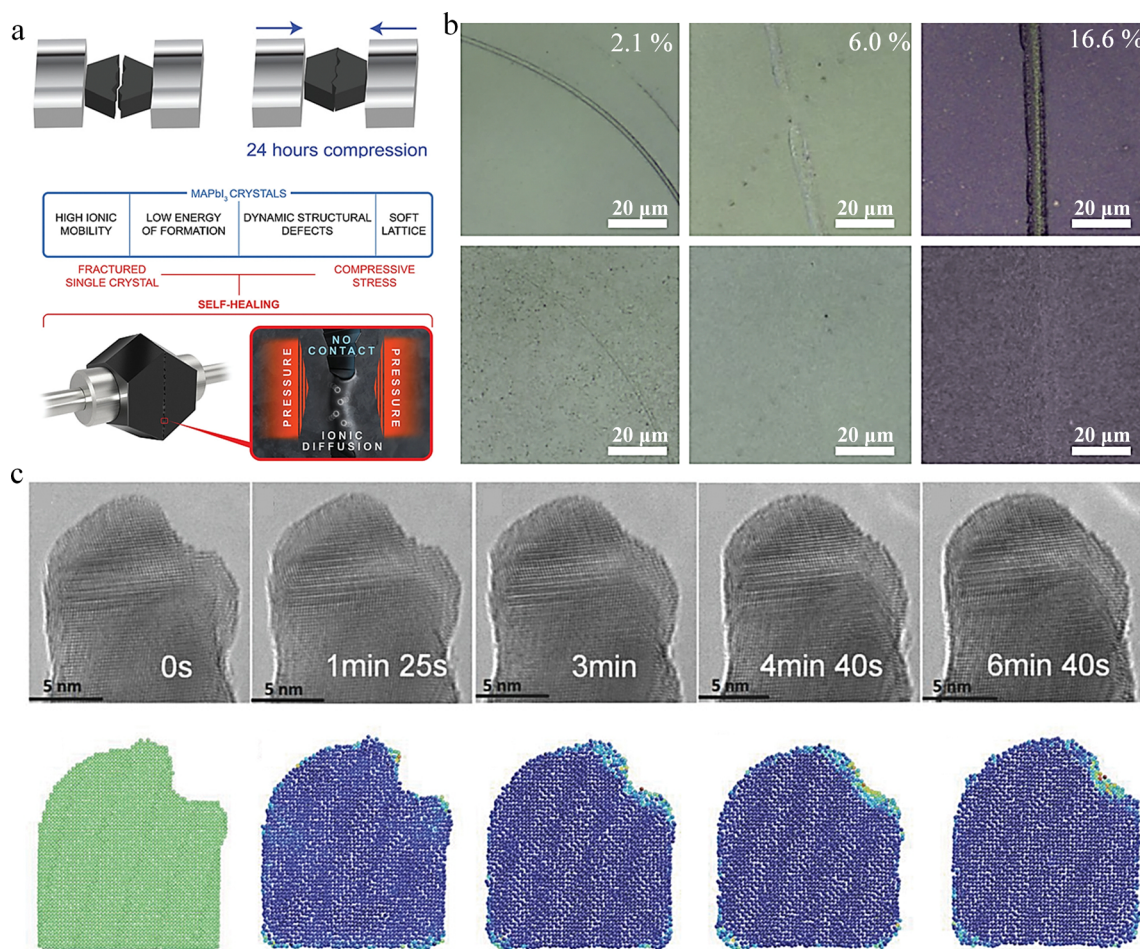 a
24 hours compression
MAPbI₃ CRYSTALS
HIGH IONIC
MOBILITY
LOW ENERGY
OF FORMATION
DYNAMIC STRUCTURAL
DEFECTS
SOFT
LATTICE
FRACTURED
SINGLE CRYSTAL
COMPRESSIVE
STRESS
SELF-HEALING
NO
CONTACT
PRESSURE
PRESSURE
IONIC
DIFFUSION
b
2.1 %
6.0 %
16.6 %
20 µm
20 µm
20 µm
20 µm
20 µm
20 µm
c
0s
1min 25s
3min
4min 40s
6min 40s
5 nm
5 nm
5 nm
5 nm
5 nm